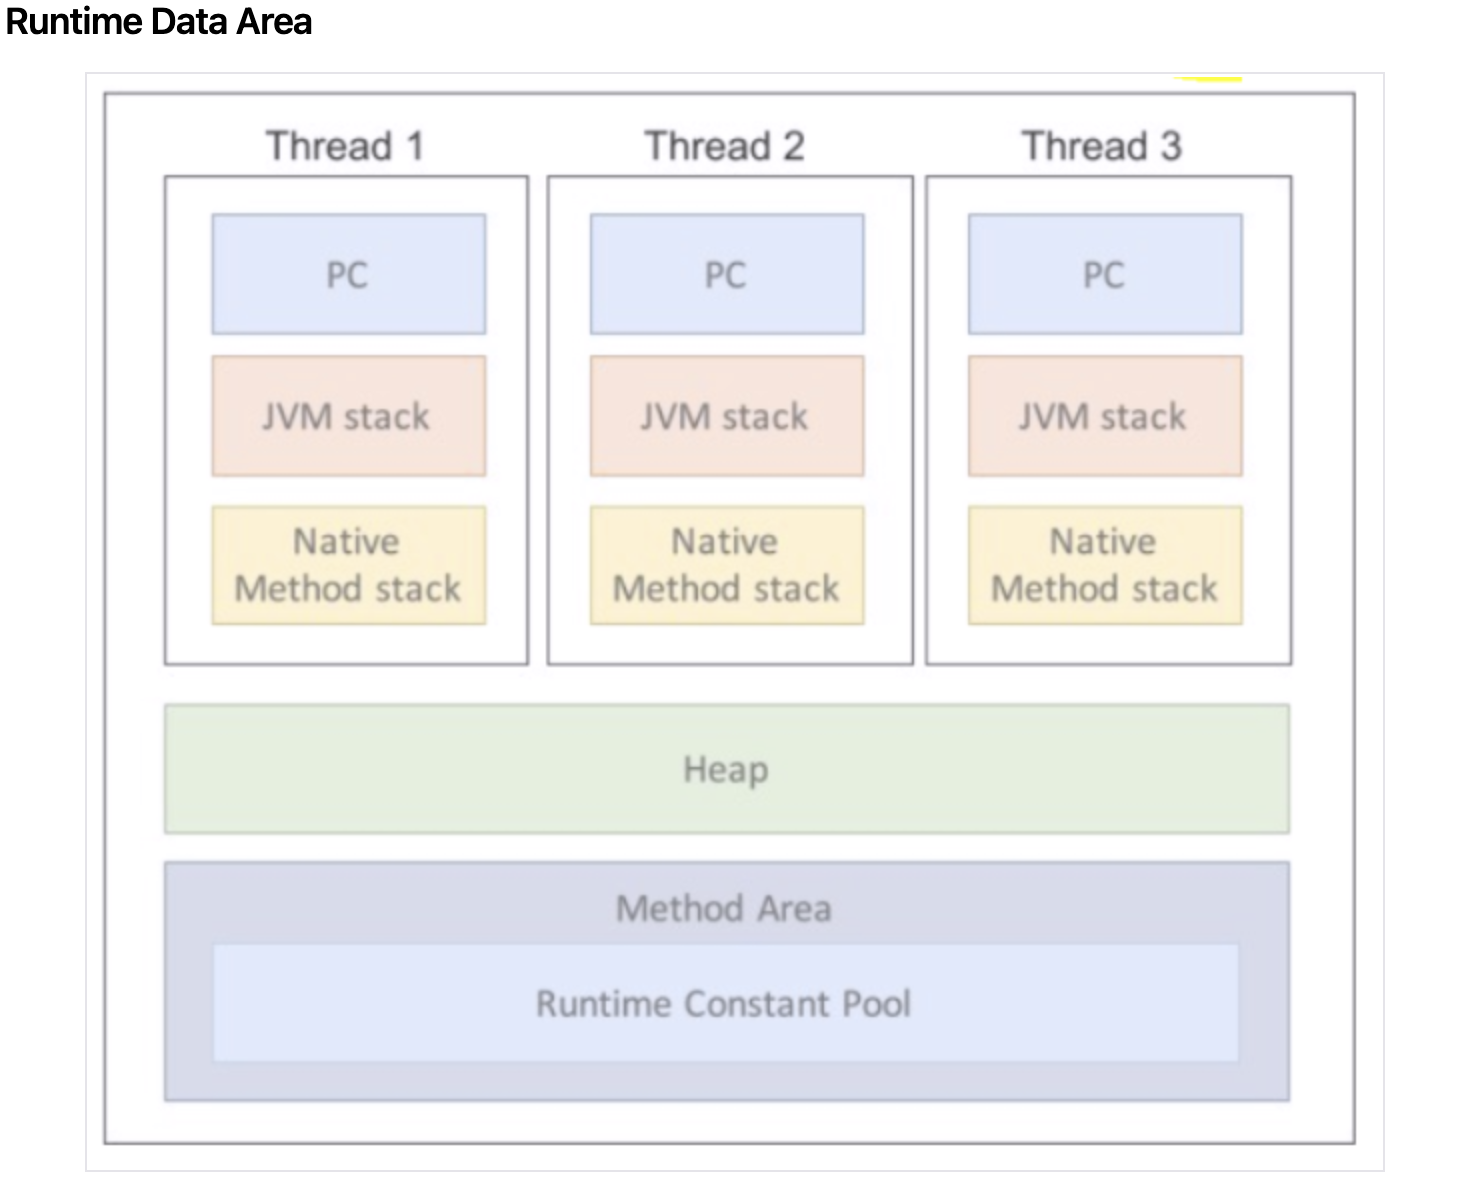 Runtime Data Area
Thread 1
Thread 2
Thread 3
PC
PC
PC
JVM stack
JVM stack
JVM stack
Native
Method stack
Native
Method stack
Native
Method stack
Heap
Method Area
Runtime Constant Pool